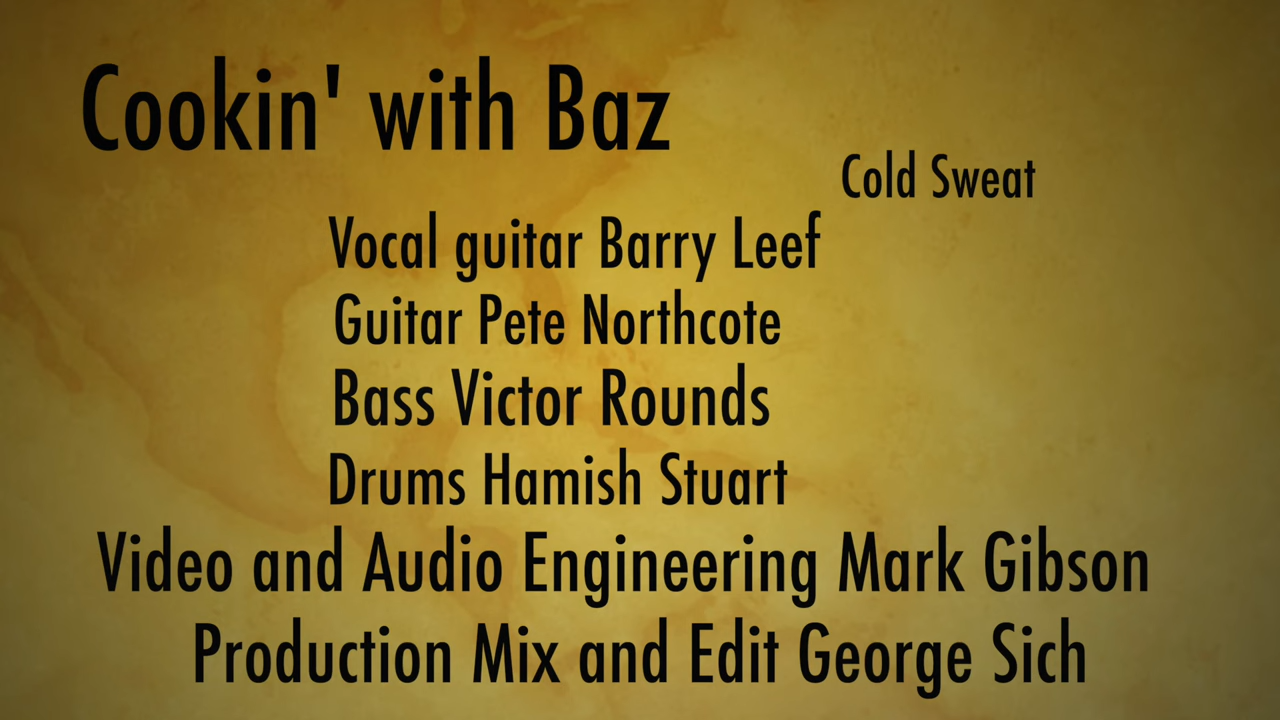 Cookin' with Baz
Cold Sweat
Vocal guitar Barry Leef
Guitar Pete Northcote
Bass Victor Rounds
Drums Hamish Stuart
Video and Audio Engineering Mark Gibson
Production Mix and Edit George Sich